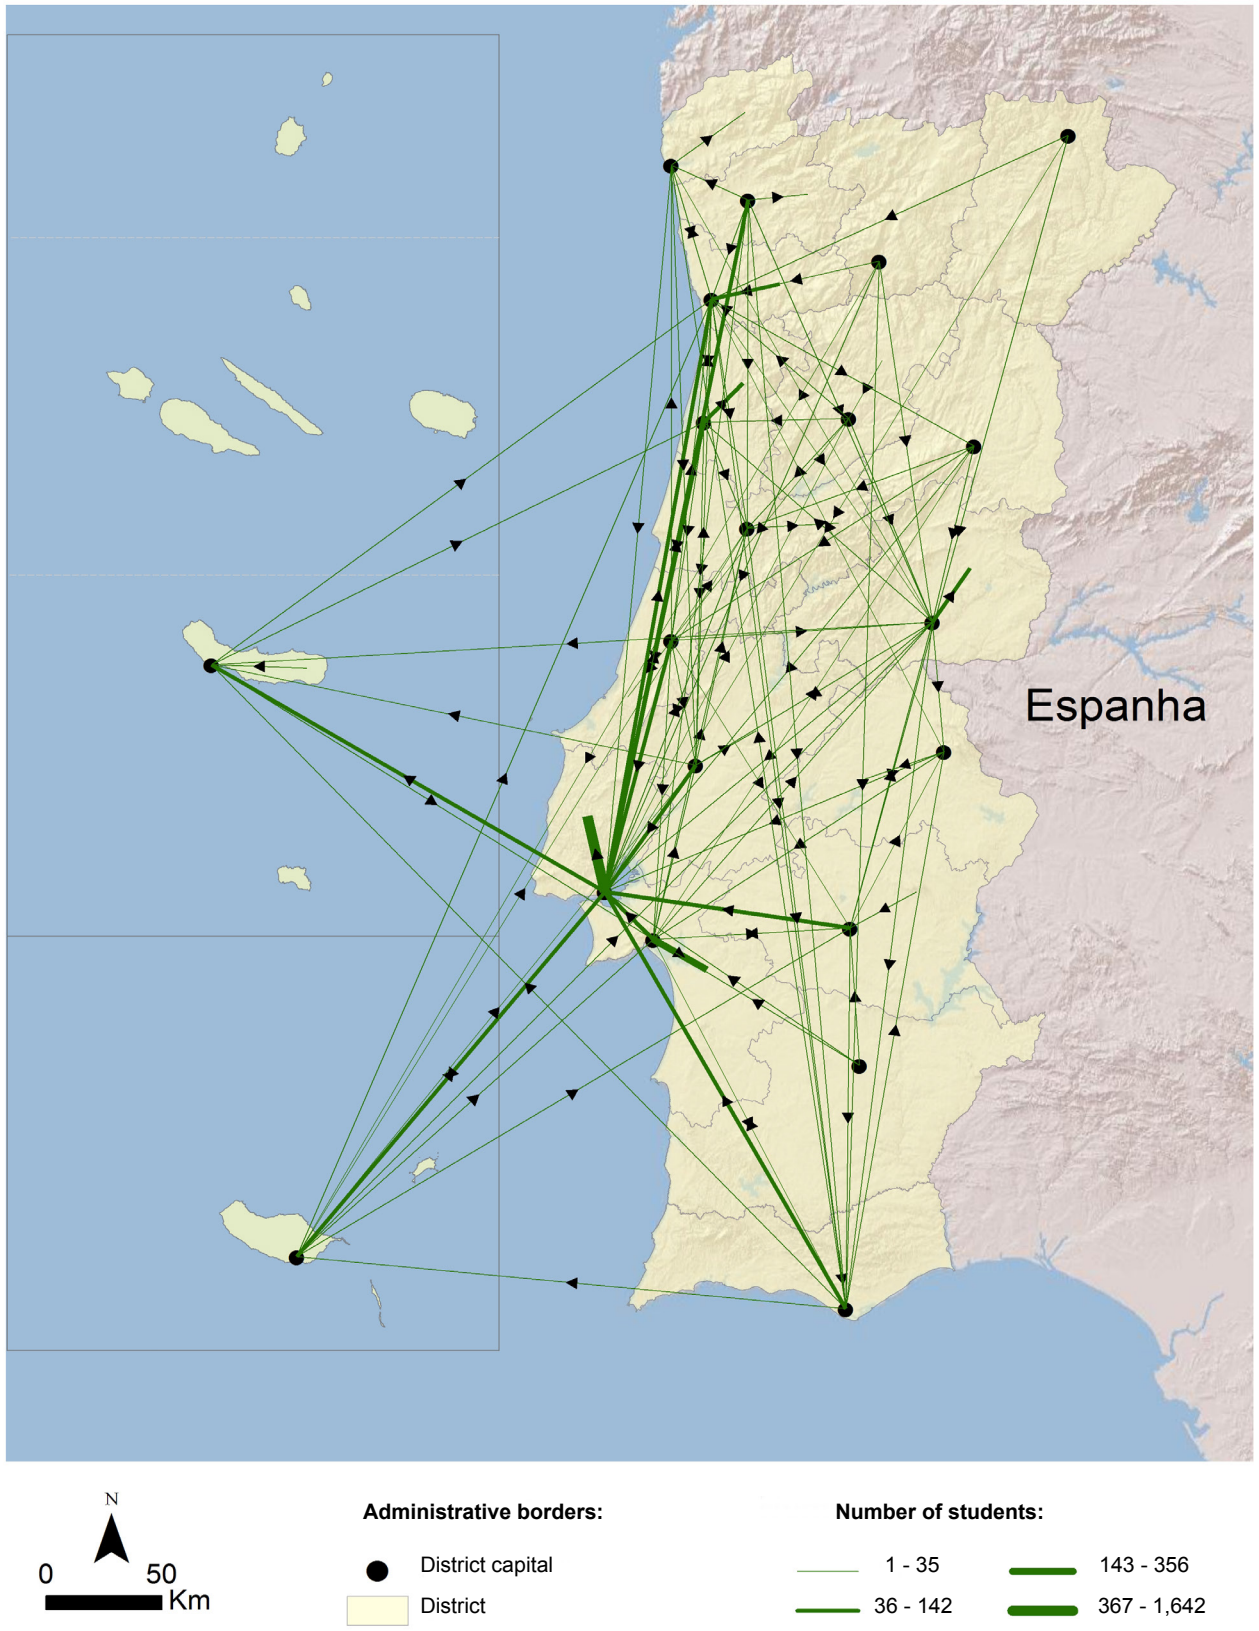 Espanha
N
0 50
Km
Administrative borders:
District capital
District
Number of students:
1 - 35
36 - 142
143 - 356
367 - 1,642